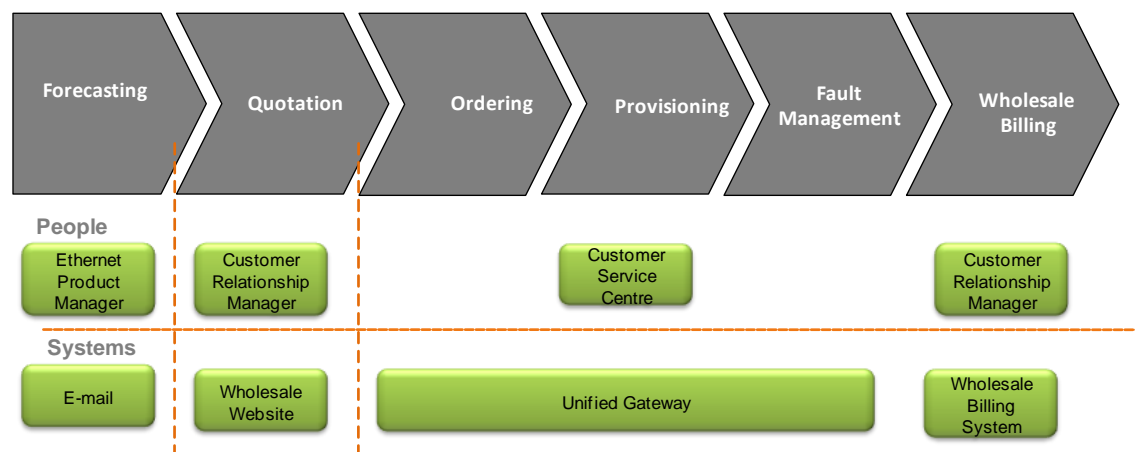 Forecasting
Quotation
Ordering
Provisioning
Fault
Management
Wholesale
Billing
People
Ethernet
Product
Manager
Customer
Relationship
Manager
Customer
Service
Centre
Customer
Relationship
Manager
Systems
E-mail
Wholesale
Website
Unified Gateway
Wholesale
Billing
System